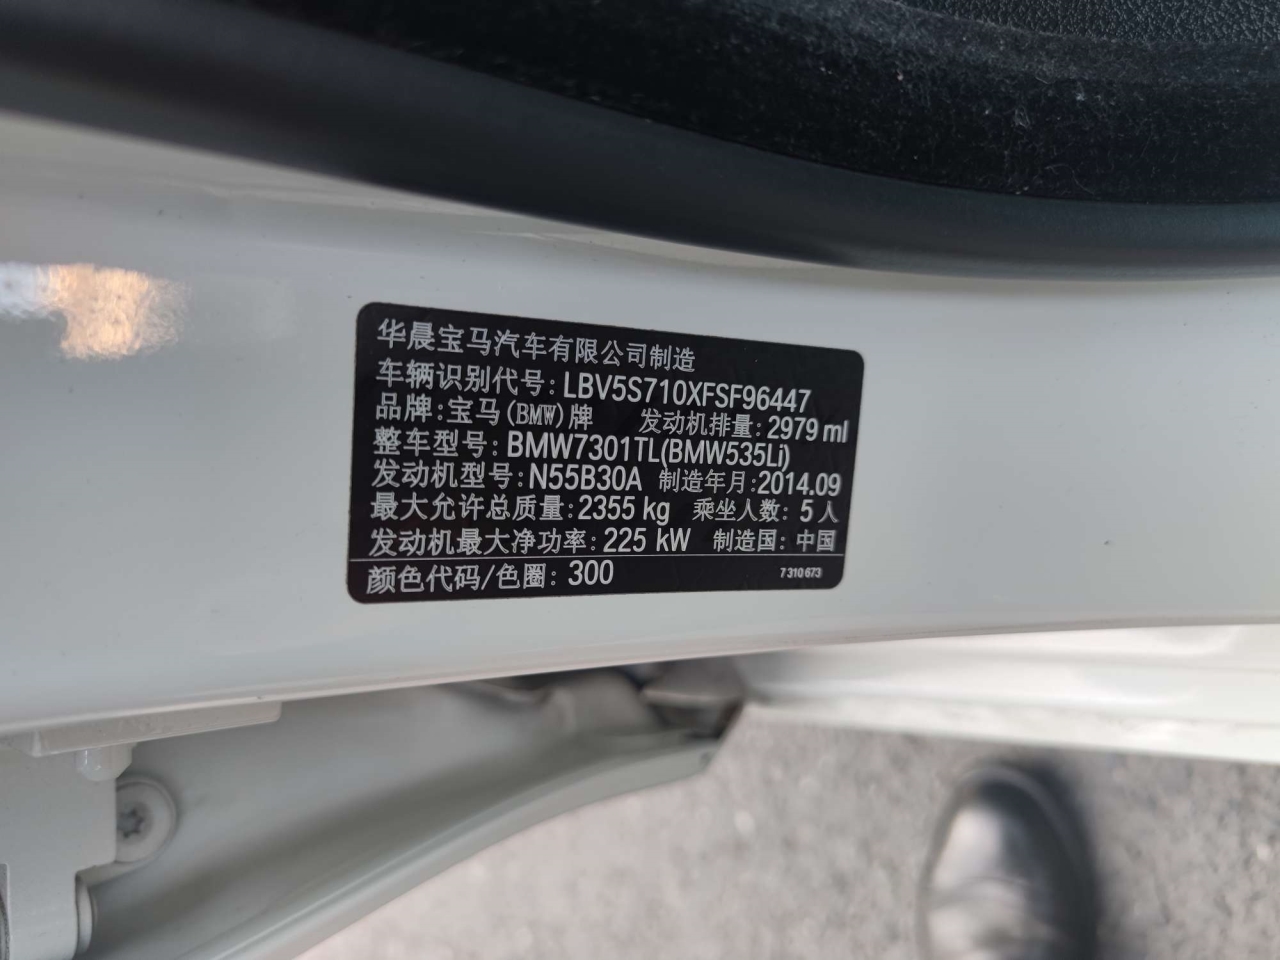 华晨宝马汽车有限公司制造
车辆识别代号: LBV5S710XFSF96447
品牌: 宝马(BMW)牌 发动机排量: 2979 ml
整车型号: BMW7301TL(BMW535Li)
发动机型号: N55B30A 制造年月: 2014.09
最大允许总质量: 2355 kg 乘坐人数: 5人
发动机最大净功率: 225 kW 制造国: 中国
颜色代码/色圈: 300 7 310 673